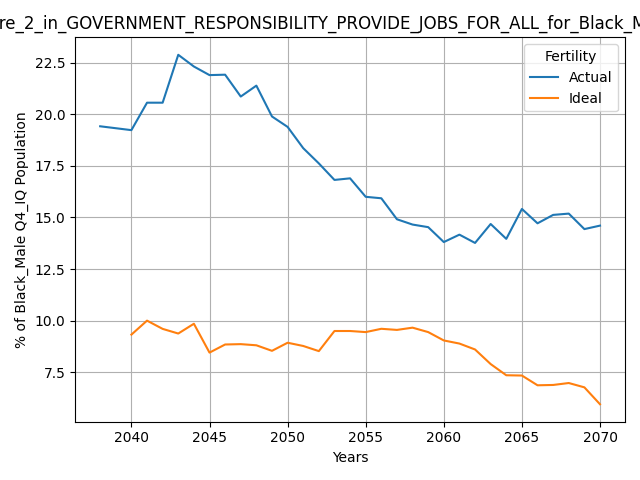 re_2_in_GOVERNMENT_RESPONSIBILITY_PROVIDE_JOBS_FOR_ALL_for_Black_M
Fertility
Actual
Ideal
% of Black_Male Q4_IQ Population
22.5
20.0
17.5
15.0
12.5
10.0
7.5
2040
2045
2050
2055
2060
2065
2070
Years